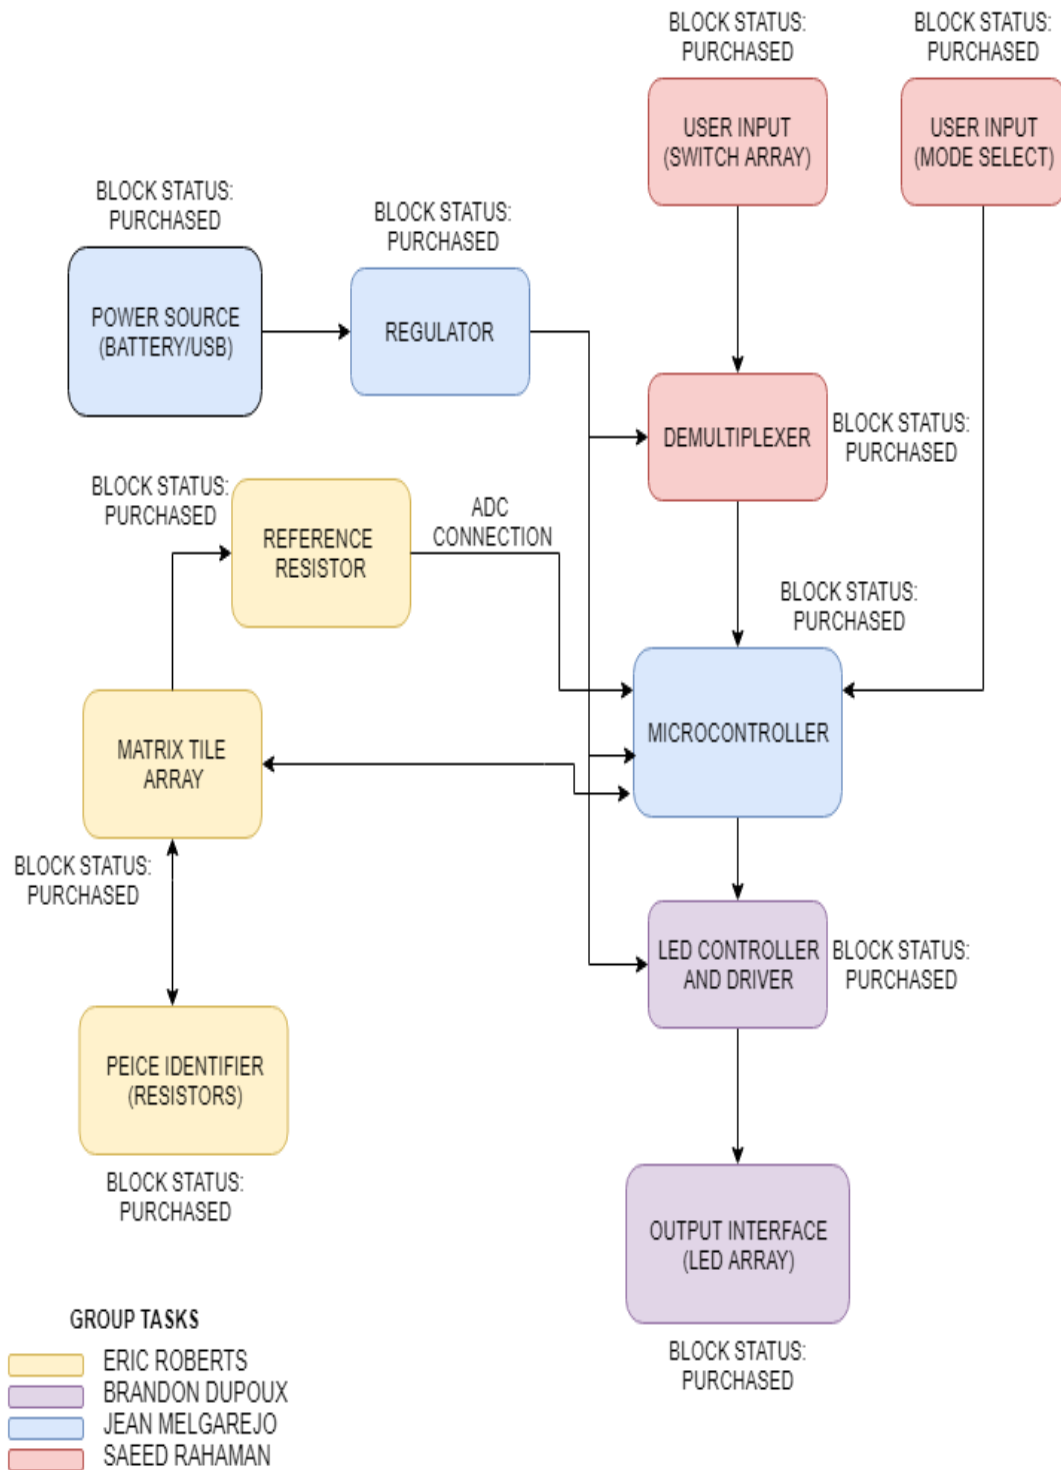 BLOCK STATUS:
PURCHASED
BLOCK STATUS:
PURCHASED
USER INPUT
(SWITCH ARRAY)
USER INPUT
(MODE SELECT)
BLOCK STATUS:
PURCHASED
BLOCK STATUS:
PURCHASED
POWER SOURCE
(BATTERY/USB)
REGULATOR
DEMULTIPLEXER
BLOCK STATUS:
PURCHASED
BLOCK STATUS:
PURCHASED
REFERENCE
RESISTOR
ADC
CONNECTION
BLOCK STATUS:
PURCHASED
MATRIX TILE
ARRAY
MICROCONTROLLER
BLOCK STATUS:
PURCHASED
LED CONTROLLER
AND DRIVER
BLOCK STATUS:
PURCHASED
PEICE IDENTIFIER
(RESISTORS)
BLOCK STATUS:
PURCHASED
OUTPUT INTERFACE
(LED ARRAY)
BLOCK STATUS:
PURCHASED
GROUP TASKS
ERIC ROBERTS
BRANDON DUPOUX
JEAN MELGAREJO
SAEED RAHAMAN